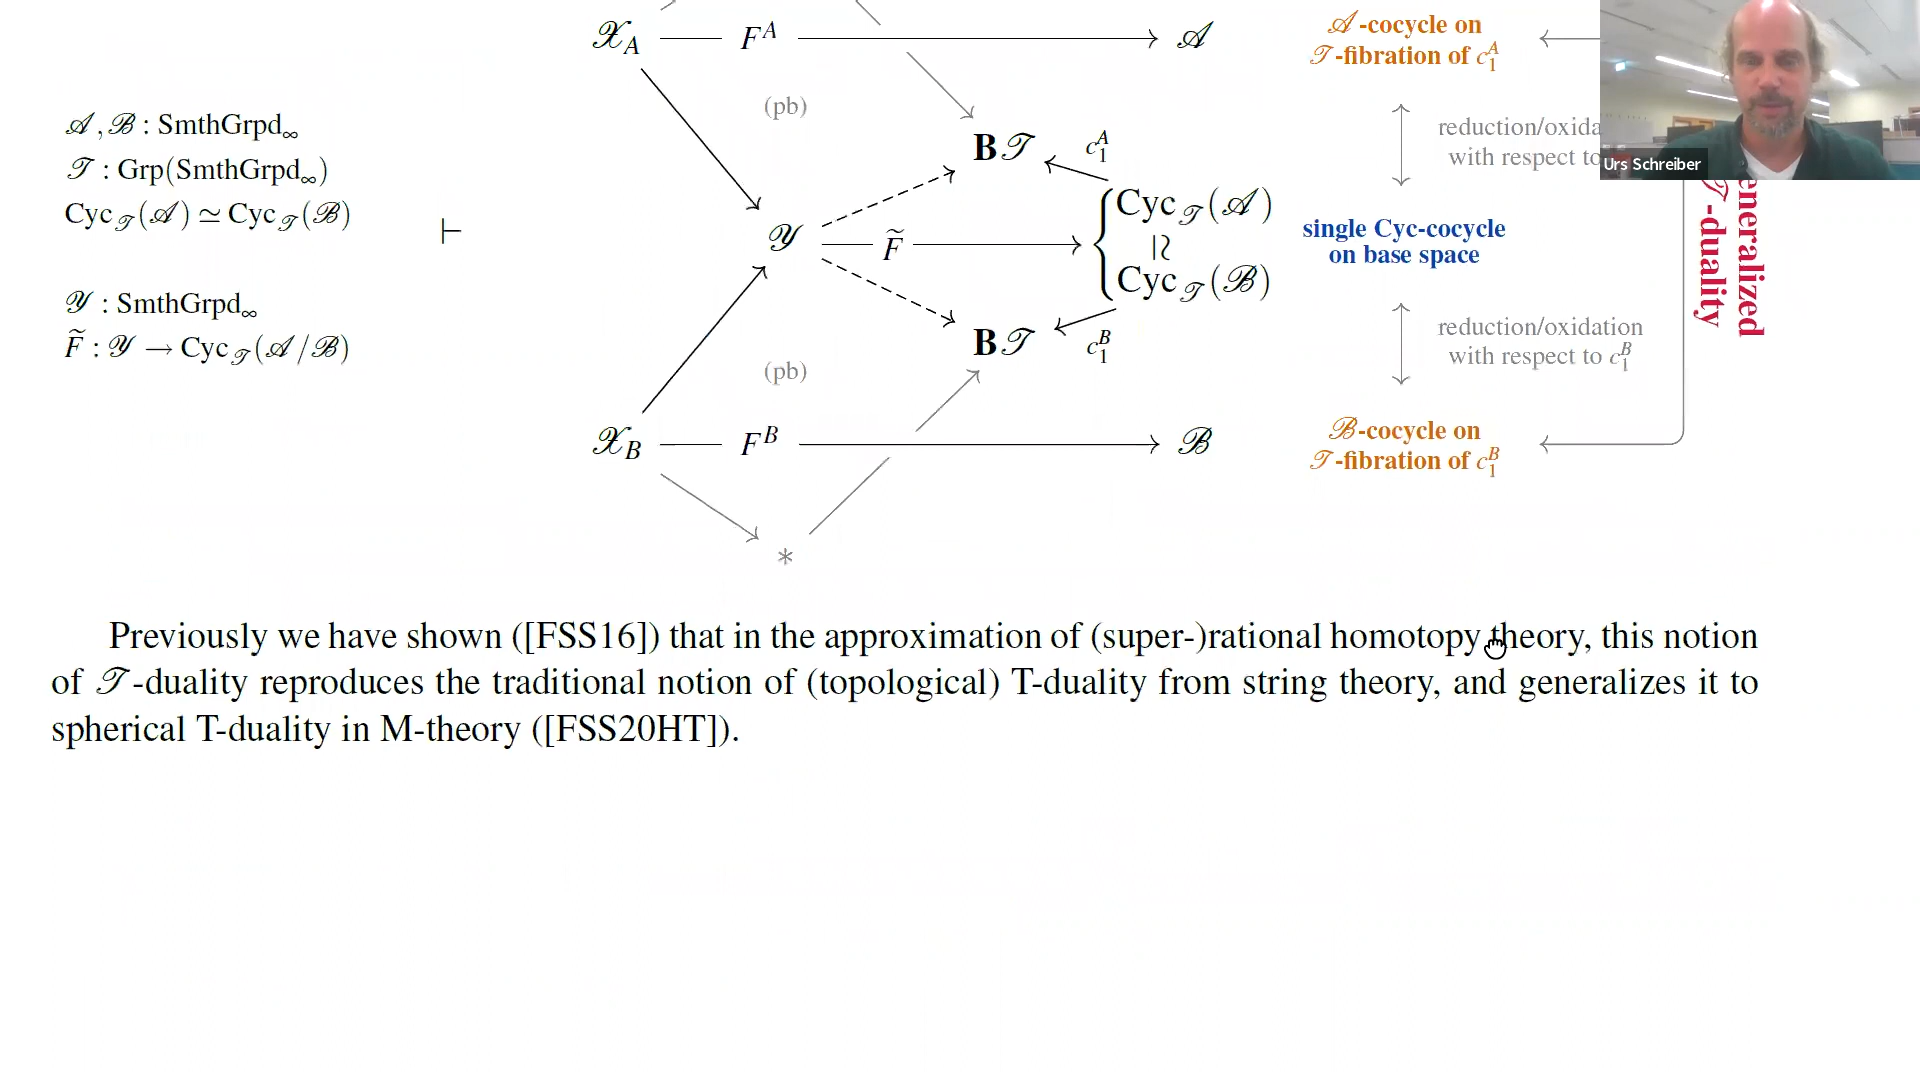 𝒳_A — F^A → 𝒜
𝒜-cocycle on
𝒯-fibration of c_1^A
(pb)
𝒜, ℬ : SmthGrpd_∞
𝒯 : Grp(SmthGrpd_∞)
Cyc_𝒯(𝒜) ≃ Cyc_𝒯(ℬ)
⊢
B𝒯
c_1^A
reduction/oxida
with respect to
Urs Schreiber
Cyc_𝒯(𝒜)
𝒴 — F̃ → { ≀≀
Cyc_𝒯(ℬ)
single Cyc-cocycle
on base space
eneralized
𝒯-duality
𝒴 : SmthGrpd_∞
F̃ : 𝒴 → Cyc_𝒯(𝒜/ℬ)
B𝒯
c_1^B
reduction/oxidation
with respect to c_1^B
(pb)
𝒳_B — F^B → ℬ
ℬ-cocycle on
𝒯-fibration of c_1^B
*
Previously we have shown ([FSS16]) that in the approximation of (super-)rational homotopy theory, this notion
of 𝒯-duality reproduces the traditional notion of (topological) T-duality from string theory, and generalizes it to
spherical T-duality in M-theory ([FSS20HT]).